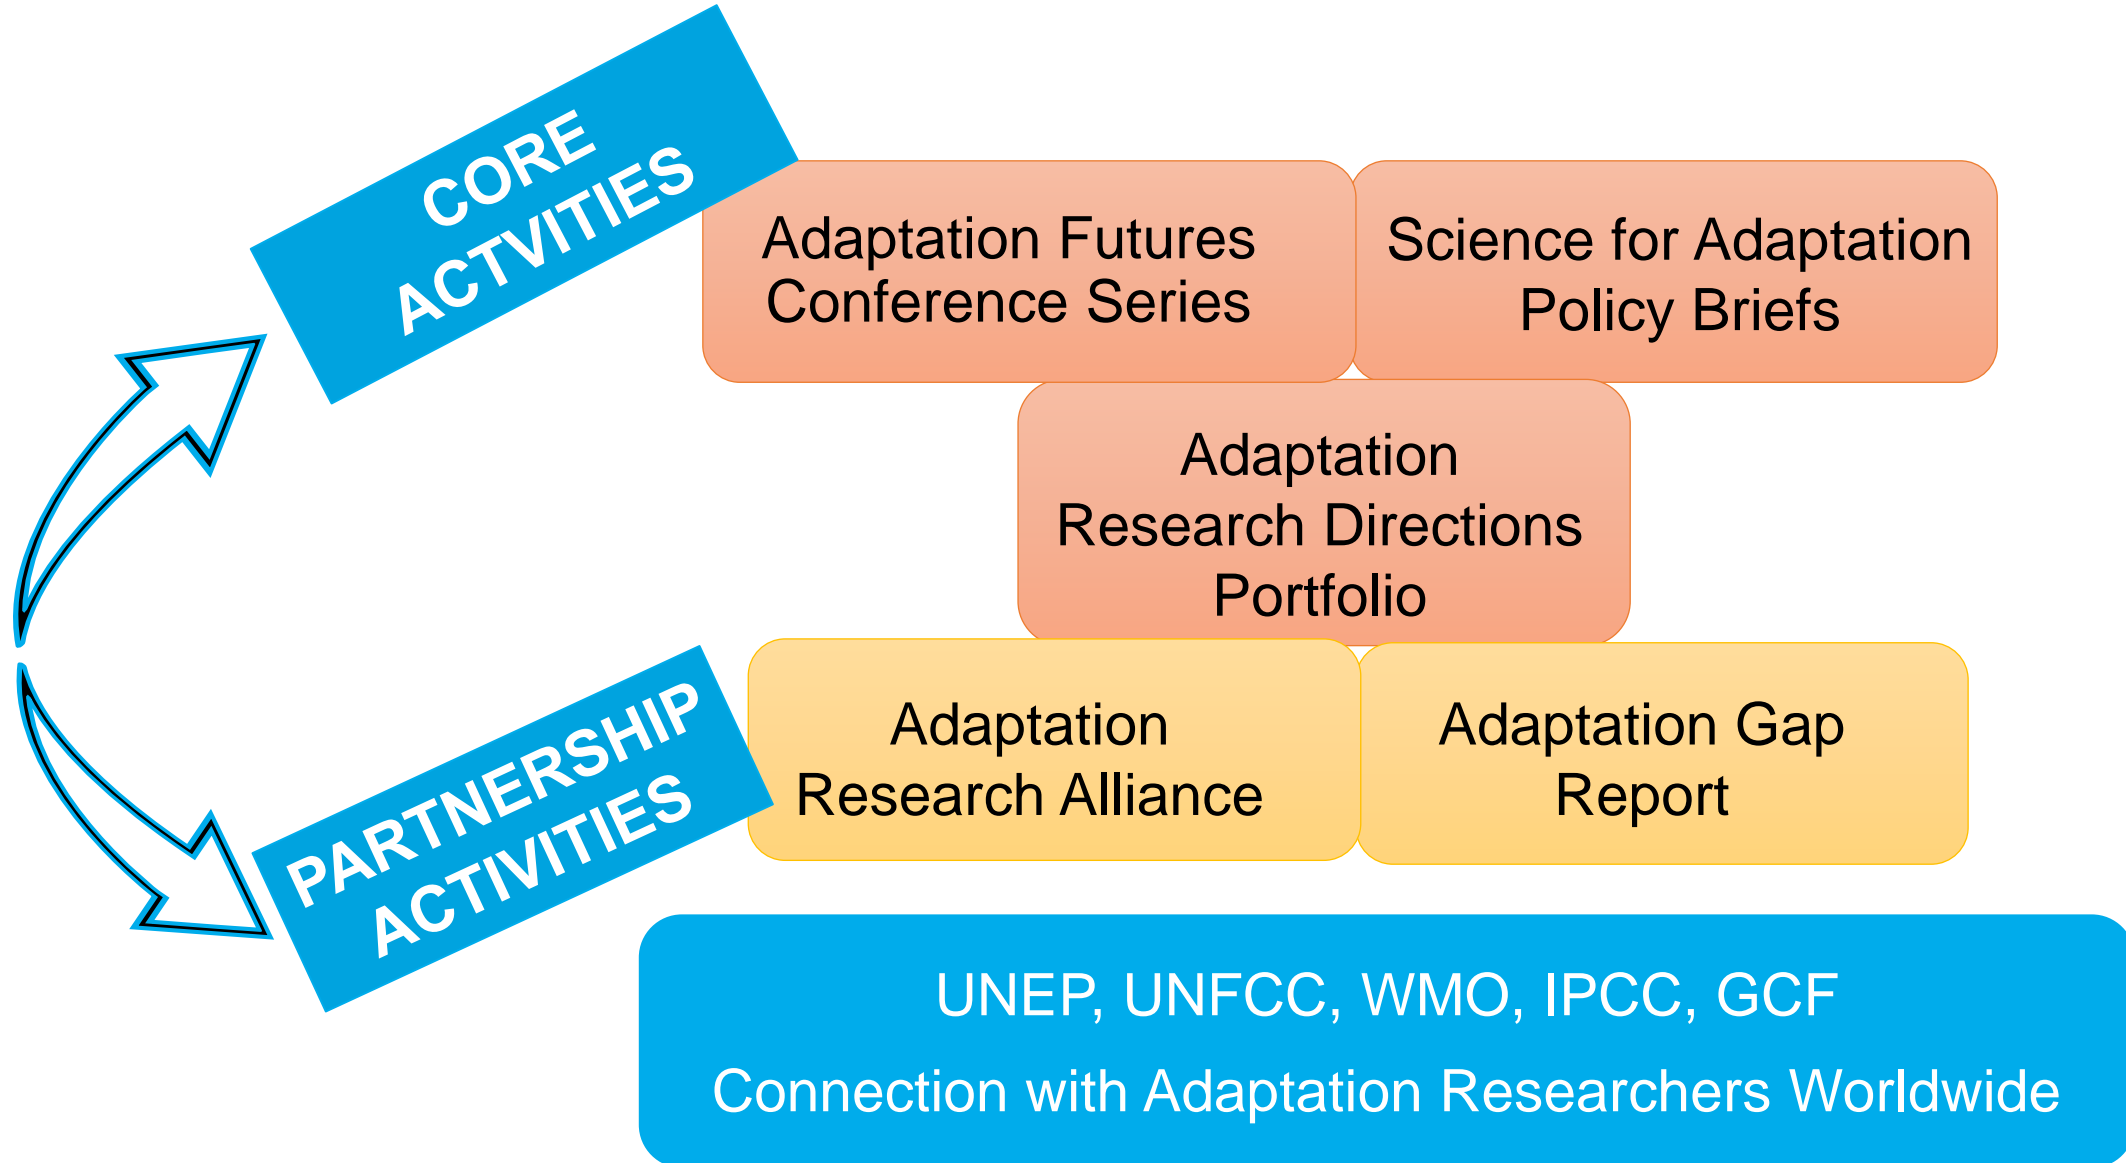 CORE
ACTVITIES
Adaptation Futures
Conference Series
Science for Adaptation
Policy Briefs
Adaptation
Research Directions
Portfolio
PARTNERSHIP
ACTIVITIES
Adaptation
Research Alliance
Adaptation Gap
Report
UNEP, UNFCC, WMO, IPCC, GCF
Connection with Adaptation Researchers Worldwide